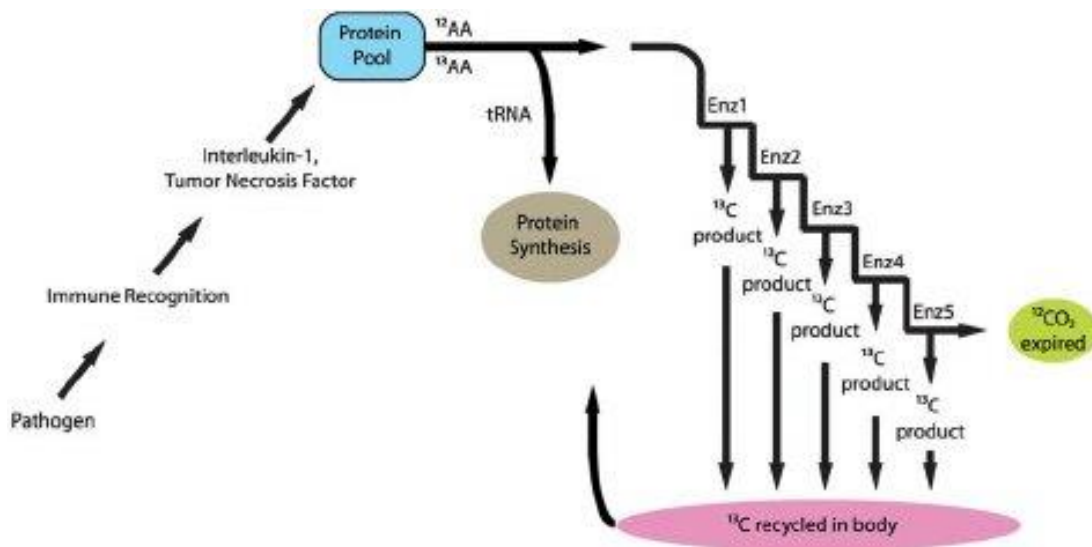 Protein
Pool
¹²AA
¹³AA
tRNA
Protein
Synthesis
Interleukin-1,
Tumor Necrosis Factor
Immune Recognition
Pathogen
Enz1
Enz2
Enz3
Enz4
Enz5
¹³C
product
¹³C
product
¹³C
product
¹³C
product
¹³C
product
¹²CO₂
expired
¹³C recycled in body